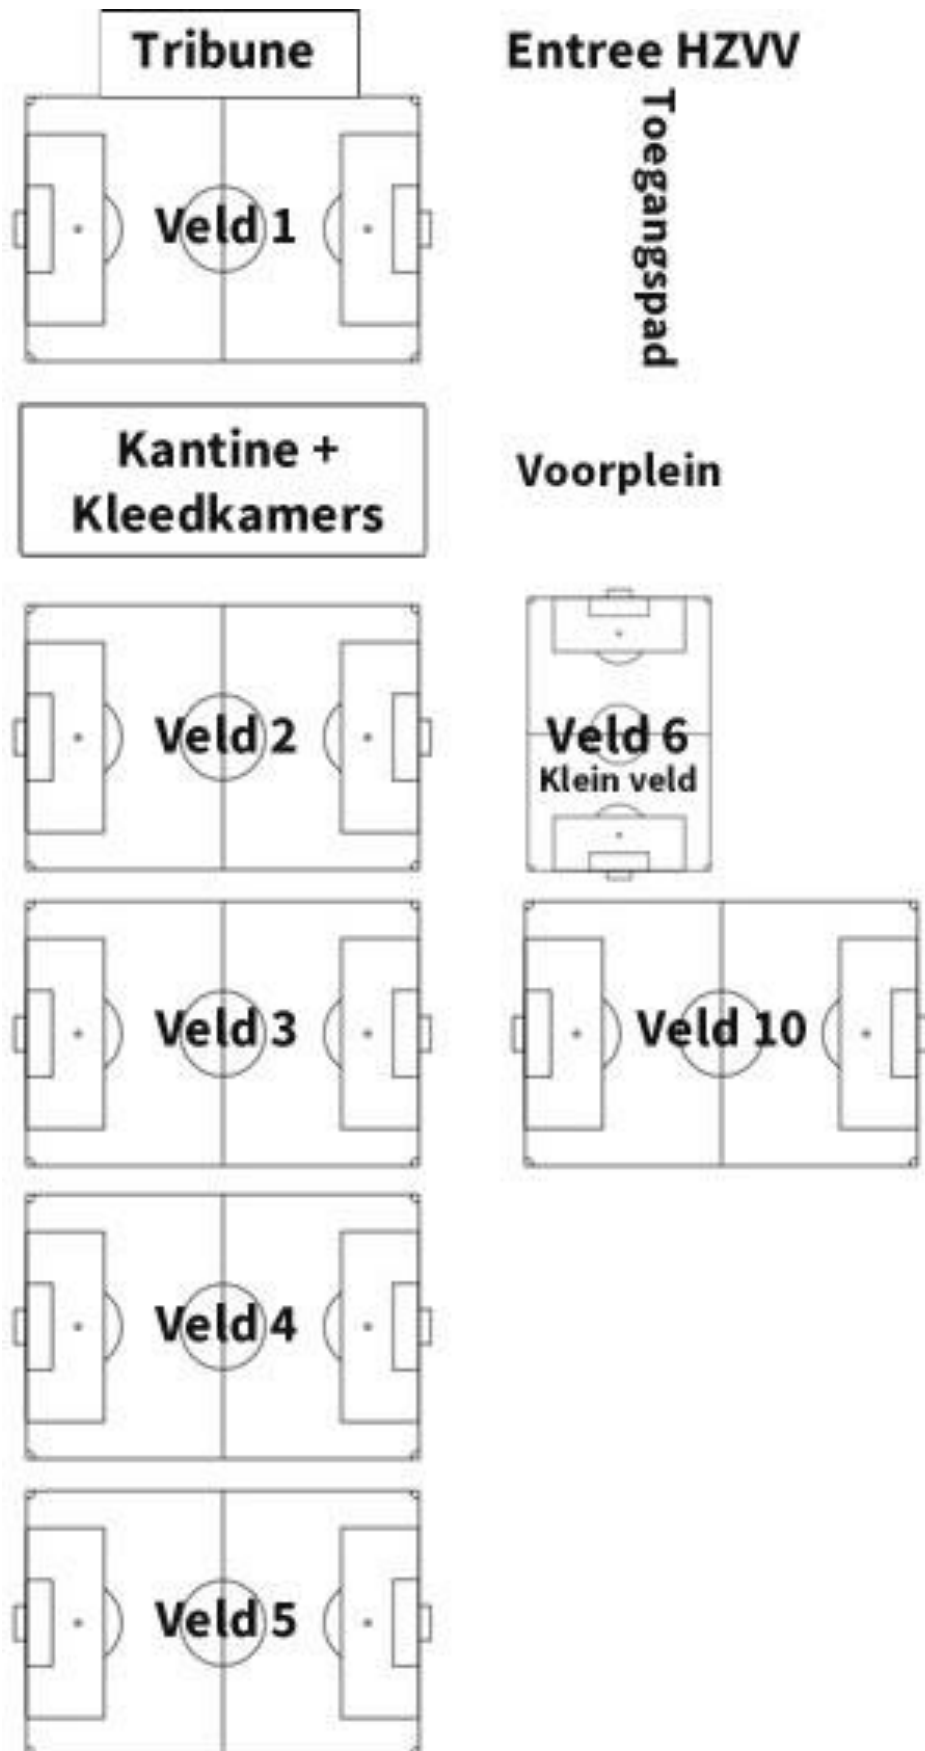 Tribune
Entree HZVV
Toegangspad
Veld 1
Kantine +
Kleedkamers
Voorplein
Veld 2
Veld 6
Klein veld
Veld 3
Veld 10
Veld 4
Veld 5